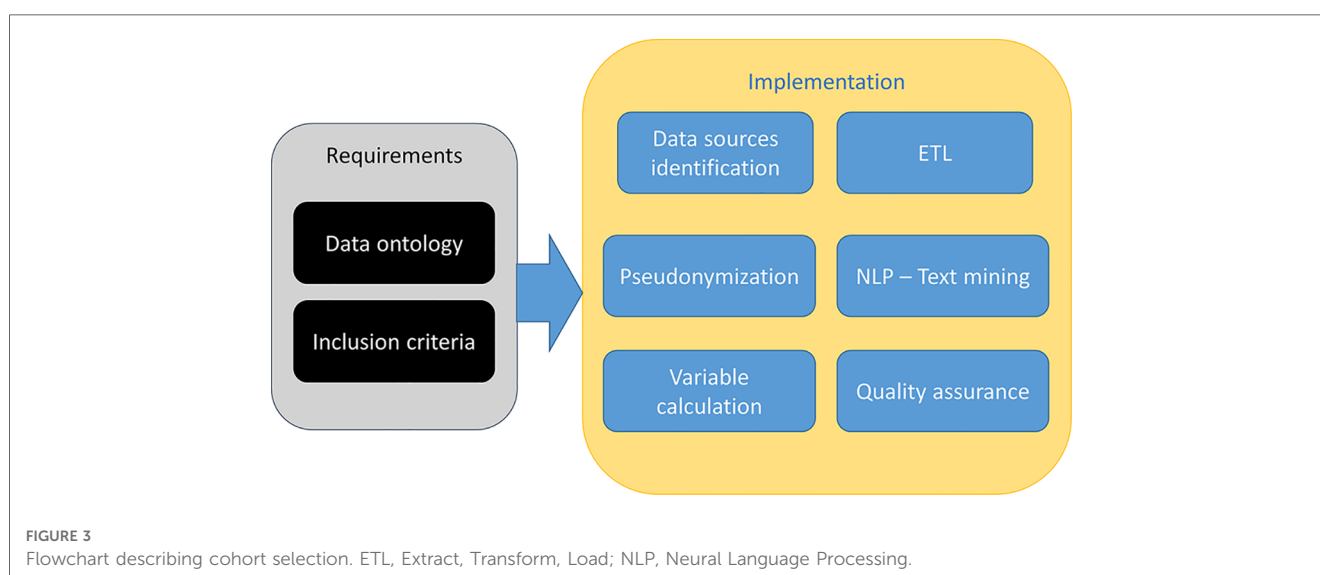 Requirements
Data ontology
Inclusion criteria
Implementation
Data sources
identification
ETL
Pseudonymization
NLP – Text mining
Variable
calculation
Quality assurance
FIGURE 3
Flowchart describing cohort selection. ETL, Extract, Transform, Load; NLP, Neural Language Processing.